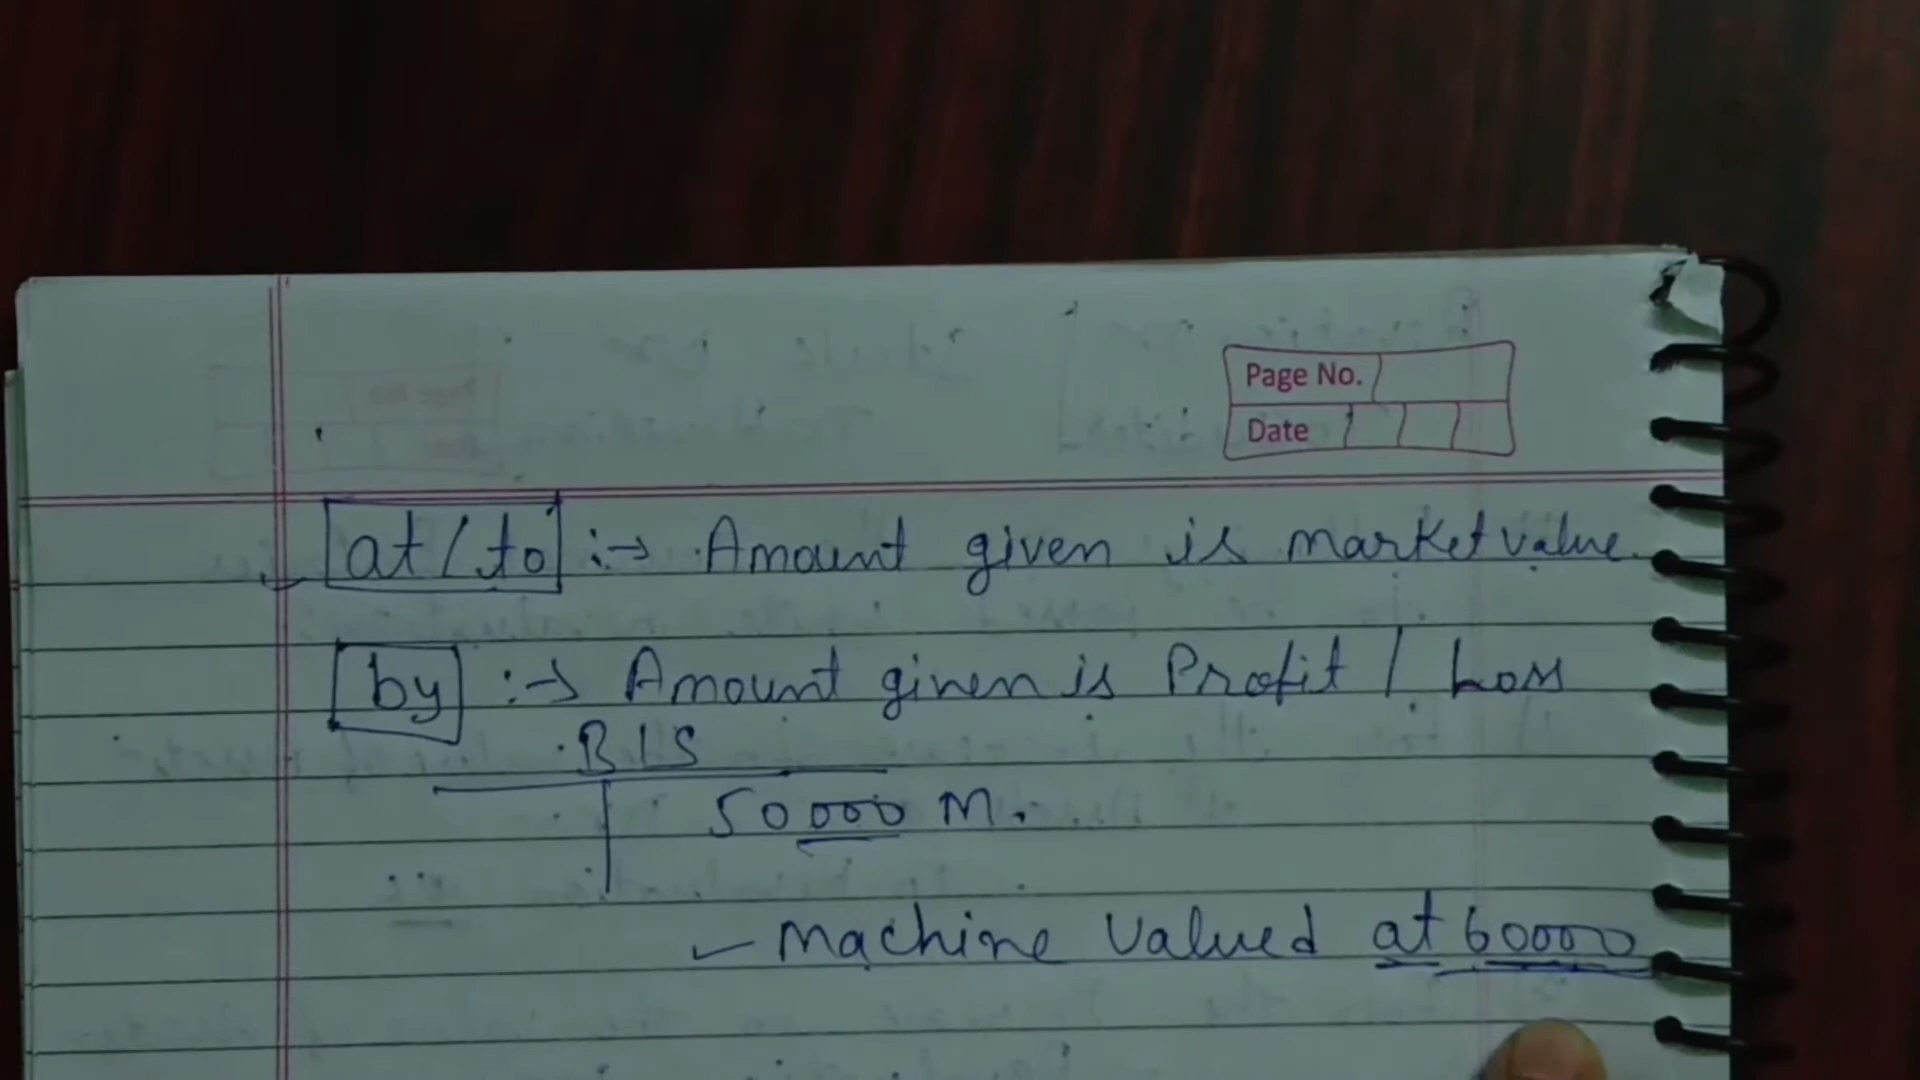 Page No.
Date
at / to :→ Amount given is market value.
by :→ Amount given is Profit / Loss
B/S
50000 M.
✓ machine valued at 60000